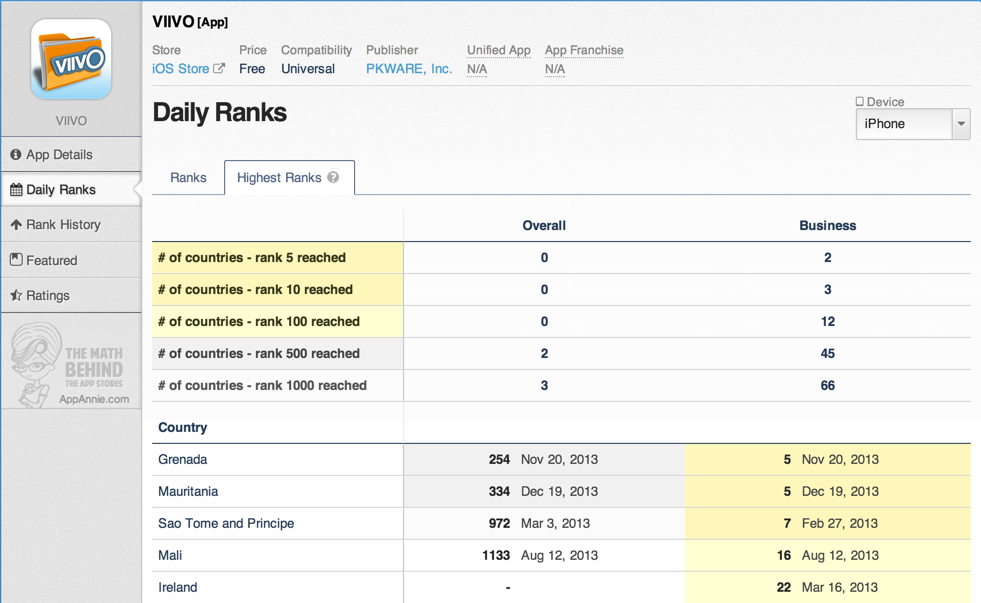 VIIVO
VIIVO
App Details
Daily Ranks
Rank History
Featured
Ratings
THE MATH
BEHIND
THE APP STORES
AppAnnie.com
VIIVO [App]
Store Price Compatibility Publisher Unified App App Franchise
iOS Store Free Universal PKWARE, Inc. N/A N/A
Daily Ranks
Device
iPhone
Ranks Highest Ranks ?
Overall Business
# of countries - rank 5 reached 0 2
# of countries - rank 10 reached 0 3
# of countries - rank 100 reached 0 12
# of countries - rank 500 reached 2 45
# of countries - rank 1000 reached 3 66
Country
Grenada 254 Nov 20, 2013 5 Nov 20, 2013
Mauritania 334 Dec 19, 2013 5 Dec 19, 2013
Sao Tome and Principe 972 Mar 3, 2013 7 Feb 27, 2013
Mali 1133 Aug 12, 2013 16 Aug 12, 2013
Ireland - 22 Mar 16, 2013